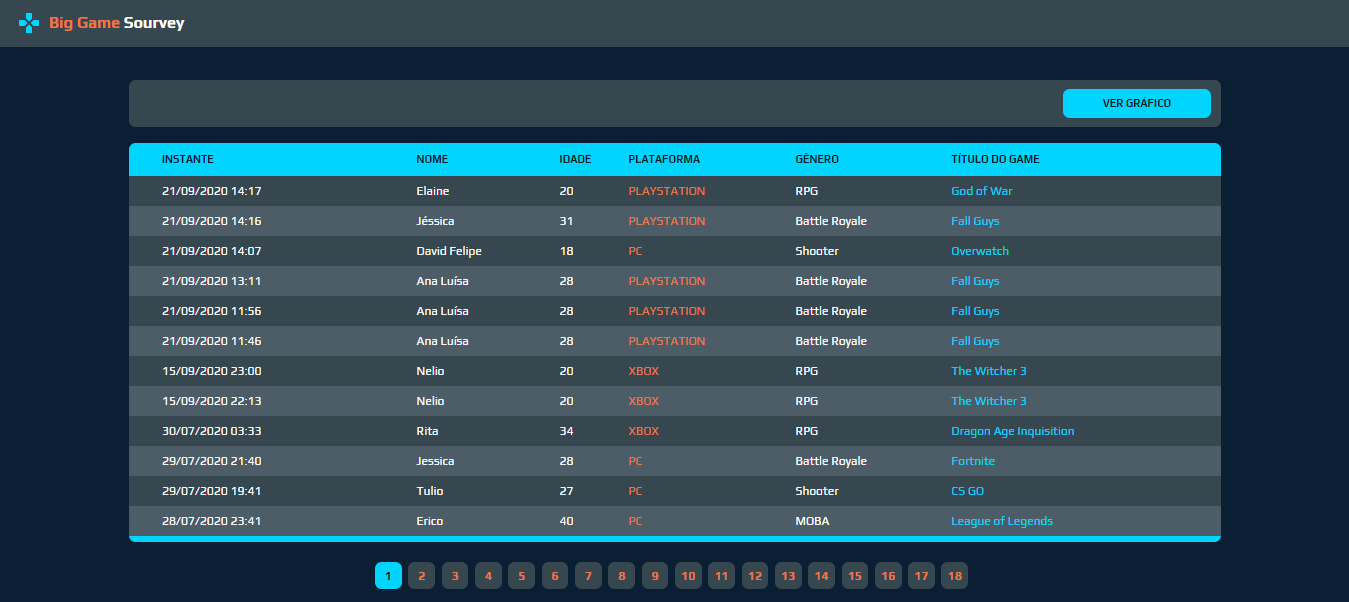 Big Game Sourvey
VER GRÁFICO
INSTANTE NOME IDADE PLATAFORMA GÊNERO TÍTULO DO GAME
21/09/2020 14:17 Elaine 20 PLAYSTATION RPG God of War
21/09/2020 14:16 Jéssica 31 PLAYSTATION Battle Royale Fall Guys
21/09/2020 14:07 David Felipe 18 PC Shooter Overwatch
21/09/2020 13:11 Ana Luísa 28 PLAYSTATION Battle Royale Fall Guys
21/09/2020 11:56 Ana Luísa 28 PLAYSTATION Battle Royale Fall Guys
21/09/2020 11:46 Ana Luísa 28 PLAYSTATION Battle Royale Fall Guys
15/09/2020 23:00 Nelio 20 XBOX RPG The Witcher 3
15/09/2020 22:13 Nelio 20 XBOX RPG The Witcher 3
30/07/2020 03:33 Rita 34 XBOX RPG Dragon Age Inquisition
29/07/2020 21:40 Jessica 28 PC Battle Royale Fortnite
29/07/2020 19:41 Tulio 27 PC Shooter CS GO
28/07/2020 23:41 Erico 40 PC MOBA League of Legends
1 2 3 4 5 6 7 8 9 10 11 12 13 14 15 16 17 18